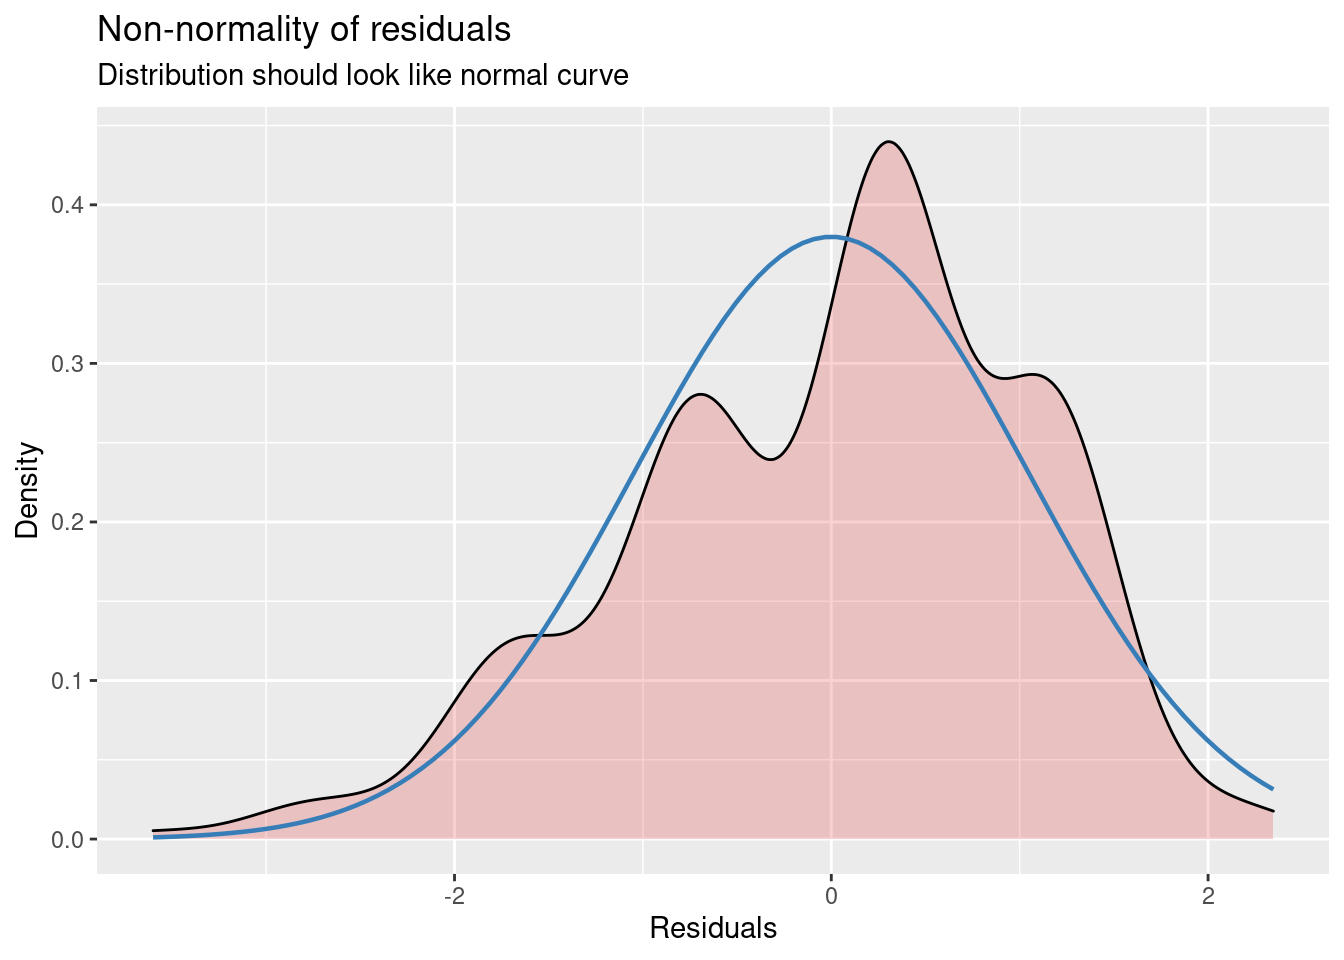 Non-normality of residuals
Distribution should look like normal curve
Density
0.4
0.3
0.2
0.1
0.0
-2 0 2
Residuals